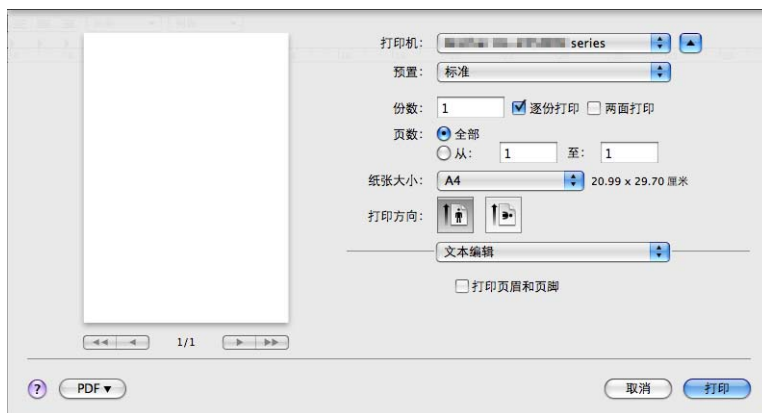 打印机: series
预置: 标准
份数: 1 逐份打印 两面打印
页数: 全部
从: 1 至: 1
纸张大小: A4 20.99 x 29.70 厘米
打印方向:
文本编辑
打印页眉和页脚
1/1
? PDF▼ 取消 打印